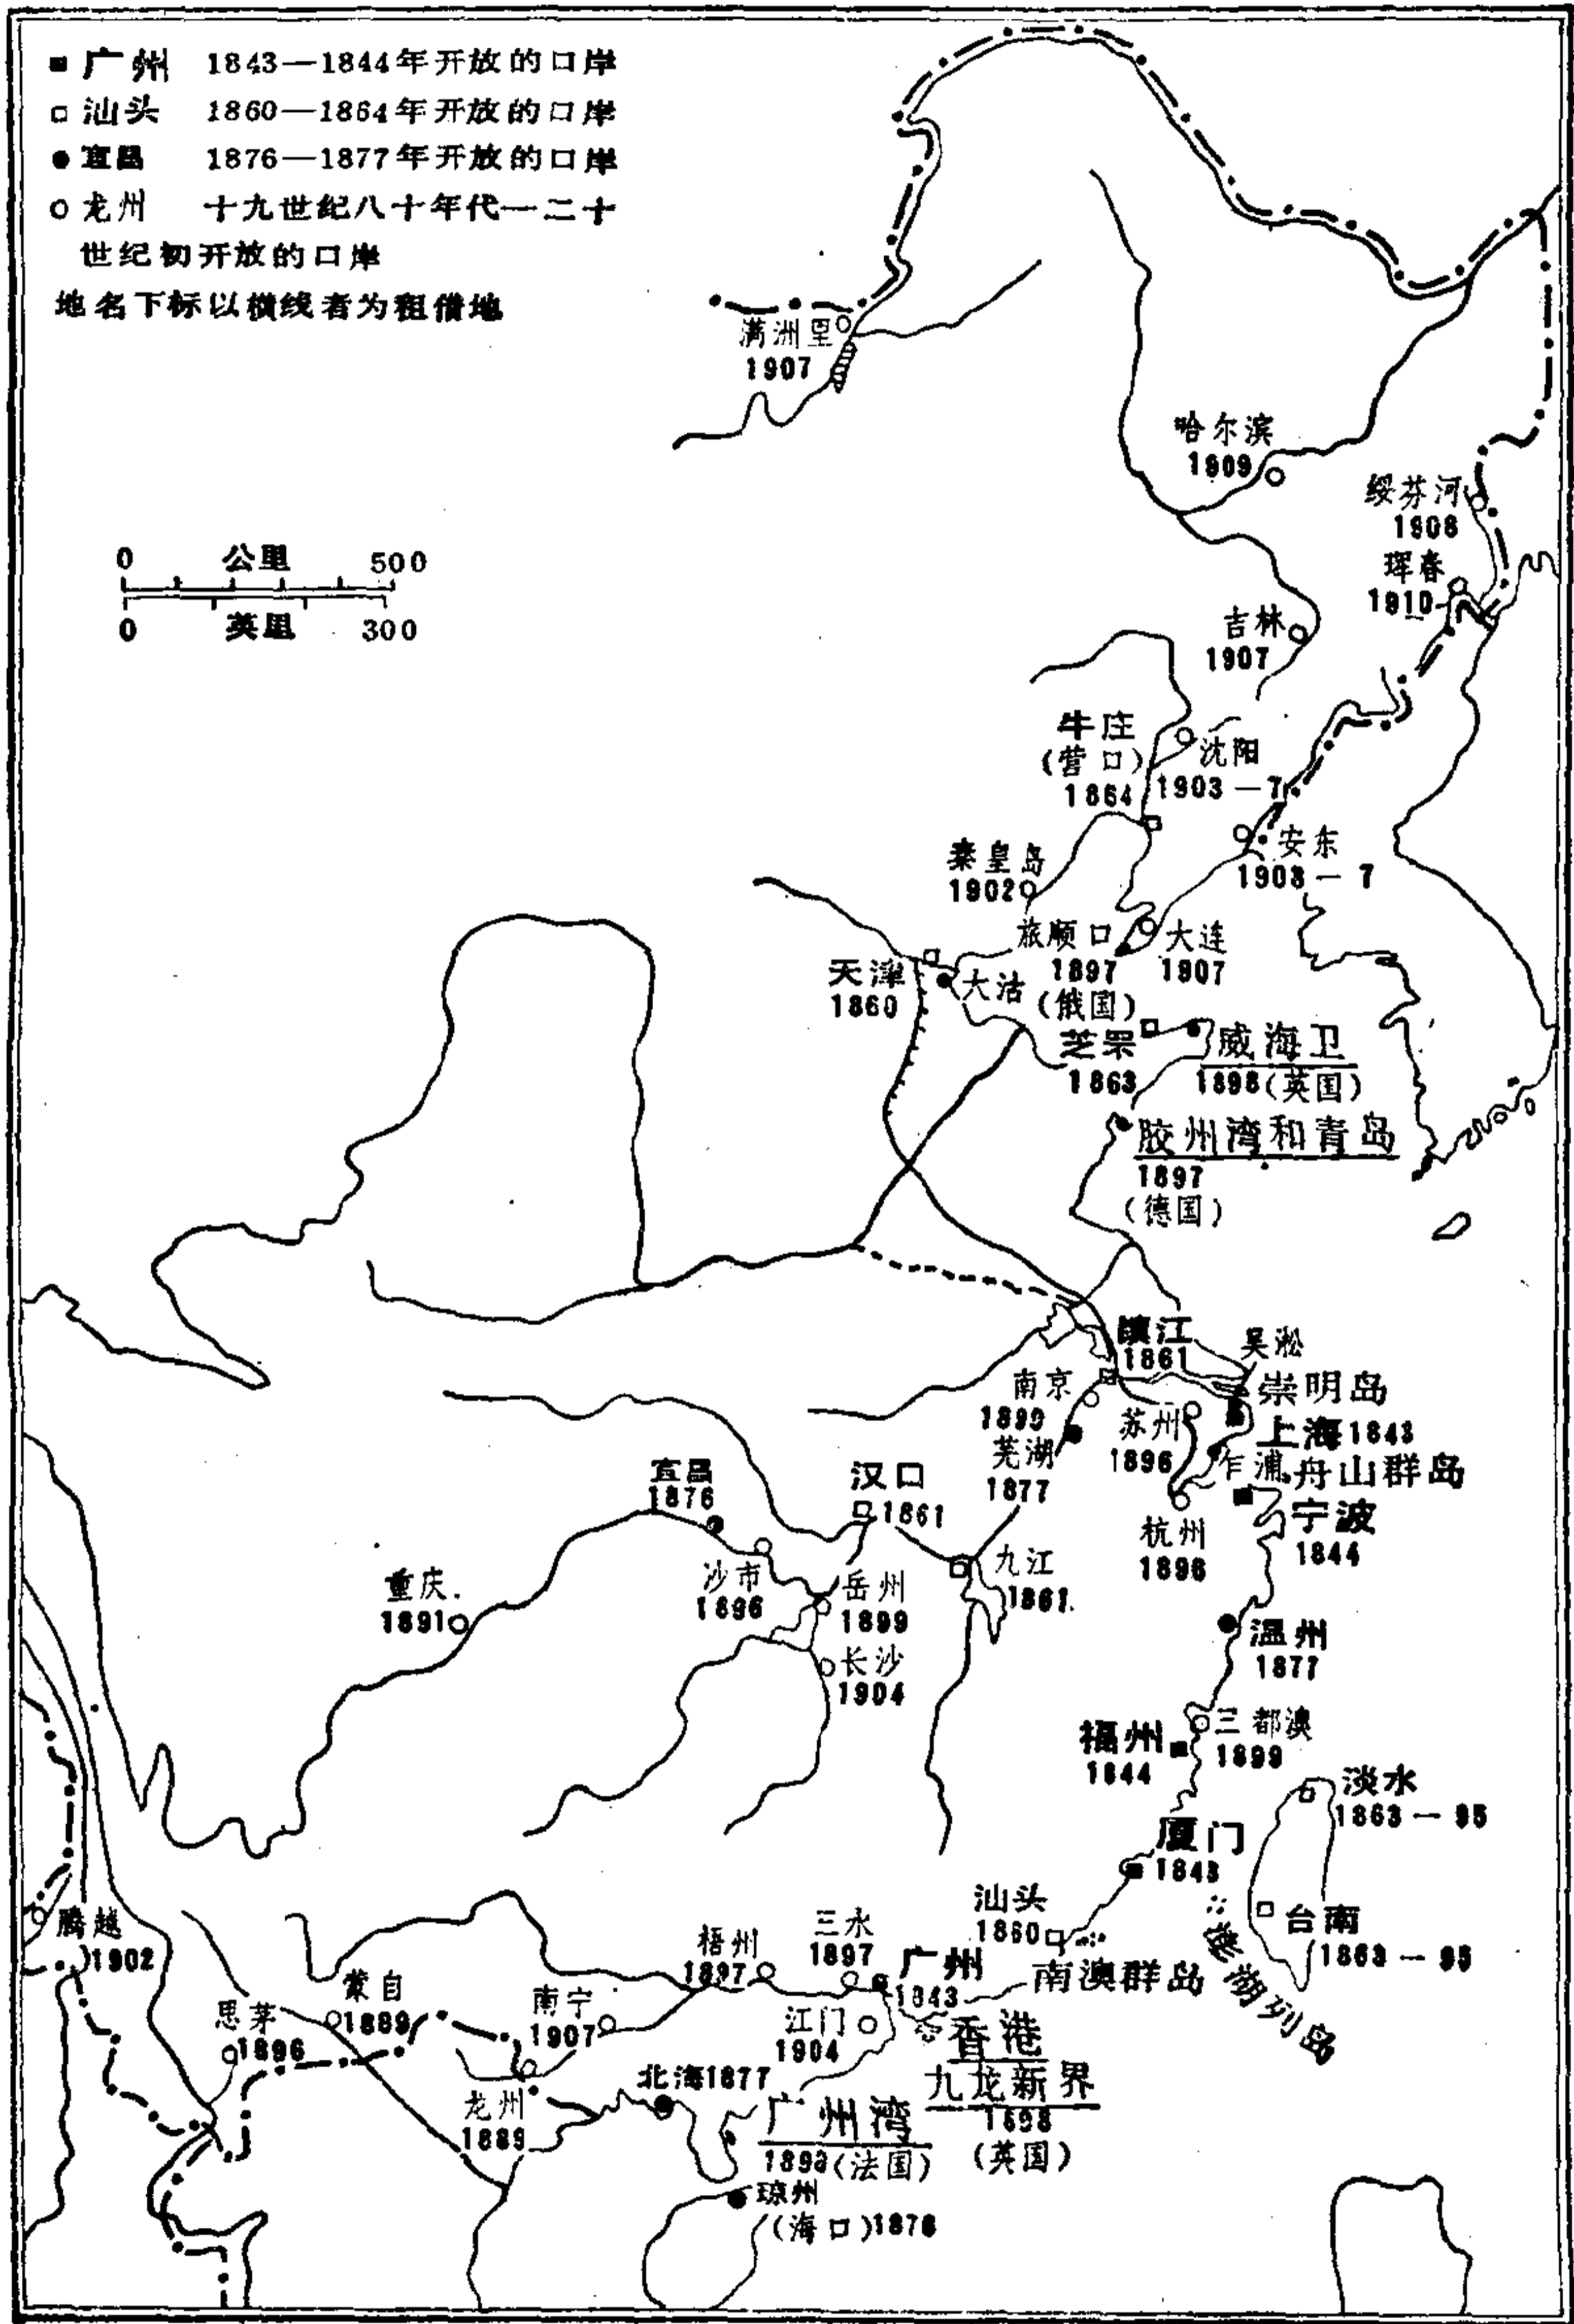 广州 1843—1844年开放的口岸
汕头 1860—1864年开放的口岸
宜昌 1876—1877年开放的口岸
龙州 十九世纪八十年代—二十
世纪初开放的口岸
地名下标以横线者为租借地
满洲里
1907
哈尔滨
1909
绥芬河
1908
珲春
1910
0 公里 500
0 英里 300
吉林
1907
牛庄
(营口)
1864
沈阳
1903—7
安东
1903—7
秦皇岛
1902
旅顺口
1897
(俄国)
大连
1907
天津
1860
大沽
芝罘
1863
威海卫
1898(英国)
胶州湾和青岛
1897
(德国)
镇江
1861
吴淞
崇明岛
南京
1899
苏州
1896
上海1843
芜湖
1877
乍浦
舟山群岛
宁波
1844
杭州
1896
宜昌
1876
汉口
1861
九江
1861
沙市
1896
岳州
1899
重庆
1891
长沙
1904
温州
1877
三都澳
1899
福州
1844
淡水
1863—95
厦门
1843
台南
1863—95
澎湖列岛
汕头
1860
南澳群岛
腾越
1902
梧州
1897
三水
1897
广州
1843
蒙自
1889
思茅
1896
南宁
1907
江门
1904
香港
九龙新界
1898
(英国)
龙州
1889
北海1877
广州湾
1898(法国)
琼州
(海口)1876